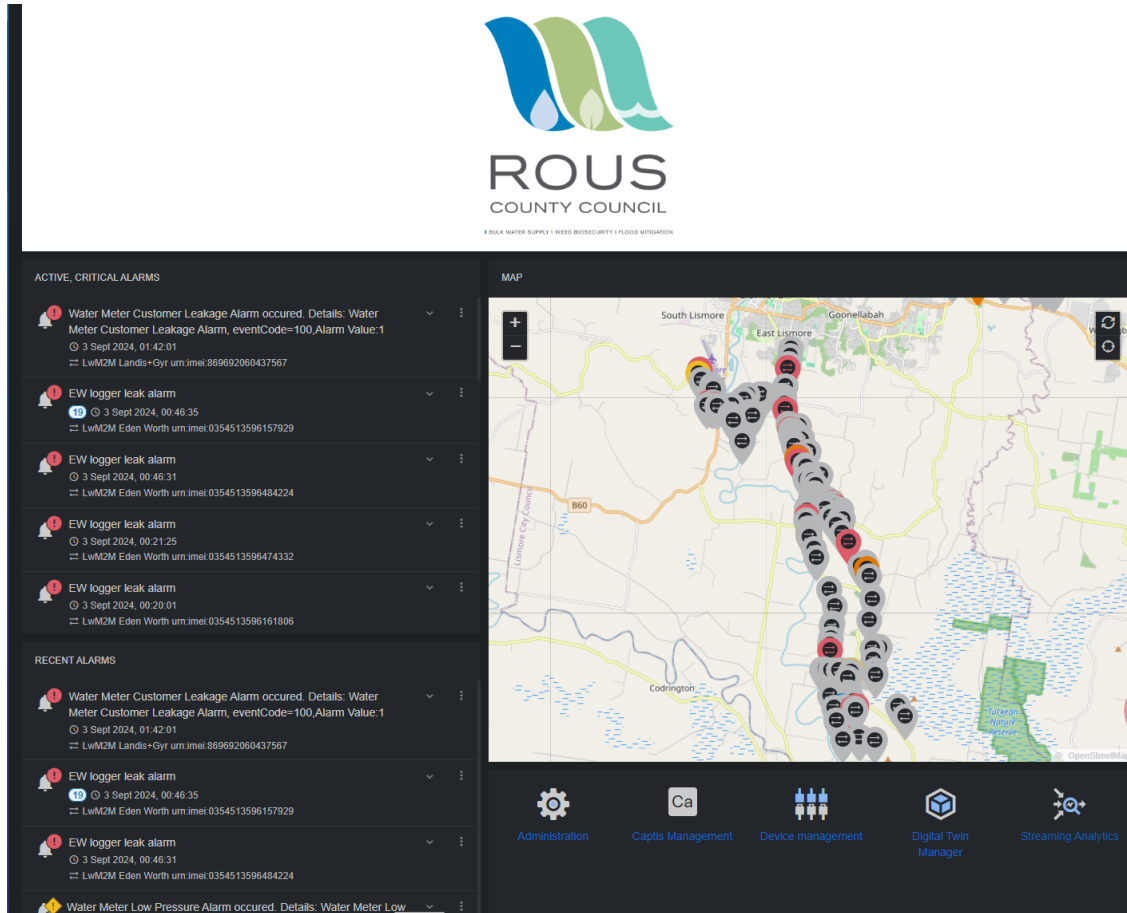 ROUS
COUNTY COUNCIL
BULK WATER SUPPLY I WEED BIOSECURITY I FLOOD MITIGATION
ACTIVE, CRITICAL ALARMS
Water Meter Customer Leakage Alarm occured. Details: Water
Meter Customer Leakage Alarm, eventCode=100,Alarm Value:1
3 Sept 2024, 01:42:01
LwM2M Landis+Gyr urn:imei:869692060437567
EW logger leak alarm
19 3 Sept 2024, 00:46:35
LwM2M Eden Worth urn:imei:0354513596157929
EW logger leak alarm
3 Sept 2024, 00:46:31
LwM2M Eden Worth urn:imei:0354513596484224
EW logger leak alarm
3 Sept 2024, 00:21:25
LwM2M Eden Worth urn:imei:0354513596474332
EW logger leak alarm
3 Sept 2024, 00:20:01
LwM2M Eden Worth urn:imei:0354513596161806
RECENT ALARMS
Water Meter Customer Leakage Alarm occured. Details: Water
Meter Customer Leakage Alarm, eventCode=100,Alarm Value:1
3 Sept 2024, 01:42:01
LwM2M Landis+Gyr urn:imei:869692060437567
EW logger leak alarm
19 3 Sept 2024, 00:46:35
LwM2M Eden Worth urn:imei:0354513596157929
EW logger leak alarm
3 Sept 2024, 00:46:31
LwM2M Eden Worth urn:imei:0354513596484224
Water Meter Low Pressure Alarm occured. Details: Water Meter Low
MAP
+
−
South Lismore
Goonellabah
East Lismore
B60
Lismore City Council
Codrington
Tuckean
Nature
Reserve
© OpenStreetMap
Ca
Administration
Captis Management
Device management
Digital Twin
Manager
Streaming Analytics